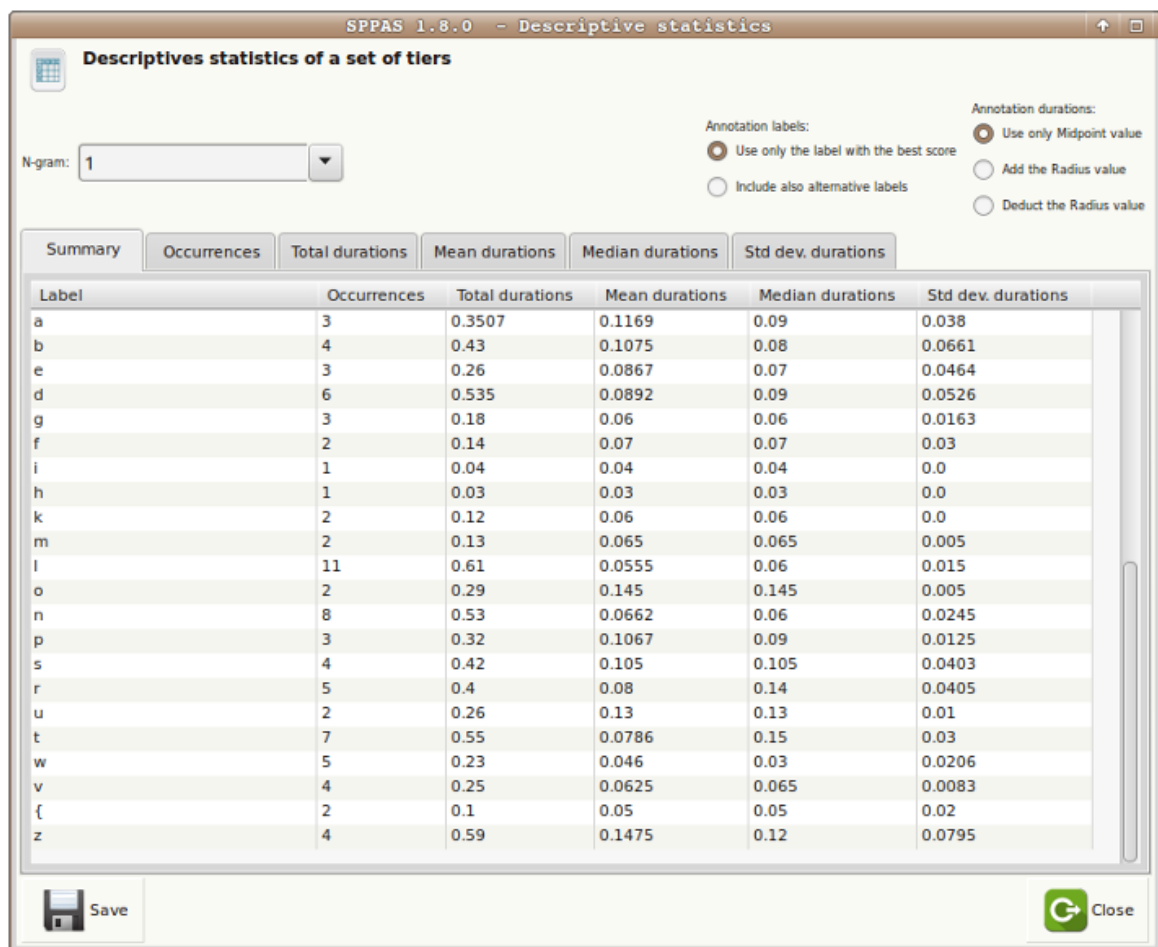 SPPAS 1.8.0 - Descriptive statistics
Descriptives statistics of a set of tiers
N-gram: 1
Annotation labels:
Use only the label with the best score
Include also alternative labels
Annotation durations:
Use only Midpoint value
Add the Radius value
Deduct the Radius value
Summary Occurrences Total durations Mean durations Median durations Std dev. durations
Label Occurrences Total durations Mean durations Median durations Std dev. durations
a 3 0.3507 0.1169 0.09 0.038
b 4 0.43 0.1075 0.08 0.0661
e 3 0.26 0.0867 0.07 0.0464
d 6 0.535 0.0892 0.09 0.0526
g 3 0.18 0.06 0.06 0.0163
f 2 0.14 0.07 0.07 0.03
i 1 0.04 0.04 0.04 0.0
h 1 0.03 0.03 0.03 0.0
k 2 0.12 0.06 0.06 0.0
m 2 0.13 0.065 0.065 0.005
l 11 0.61 0.0555 0.06 0.015
o 2 0.29 0.145 0.145 0.005
n 8 0.53 0.0662 0.06 0.0245
p 3 0.32 0.1067 0.09 0.0125
s 4 0.42 0.105 0.105 0.0403
r 5 0.4 0.08 0.14 0.0405
u 2 0.26 0.13 0.13 0.01
t 7 0.55 0.0786 0.15 0.03
w 5 0.23 0.046 0.03 0.0206
v 4 0.25 0.0625 0.065 0.0083
{ 2 0.1 0.05 0.05 0.02
z 4 0.59 0.1475 0.12 0.0795
Save Close